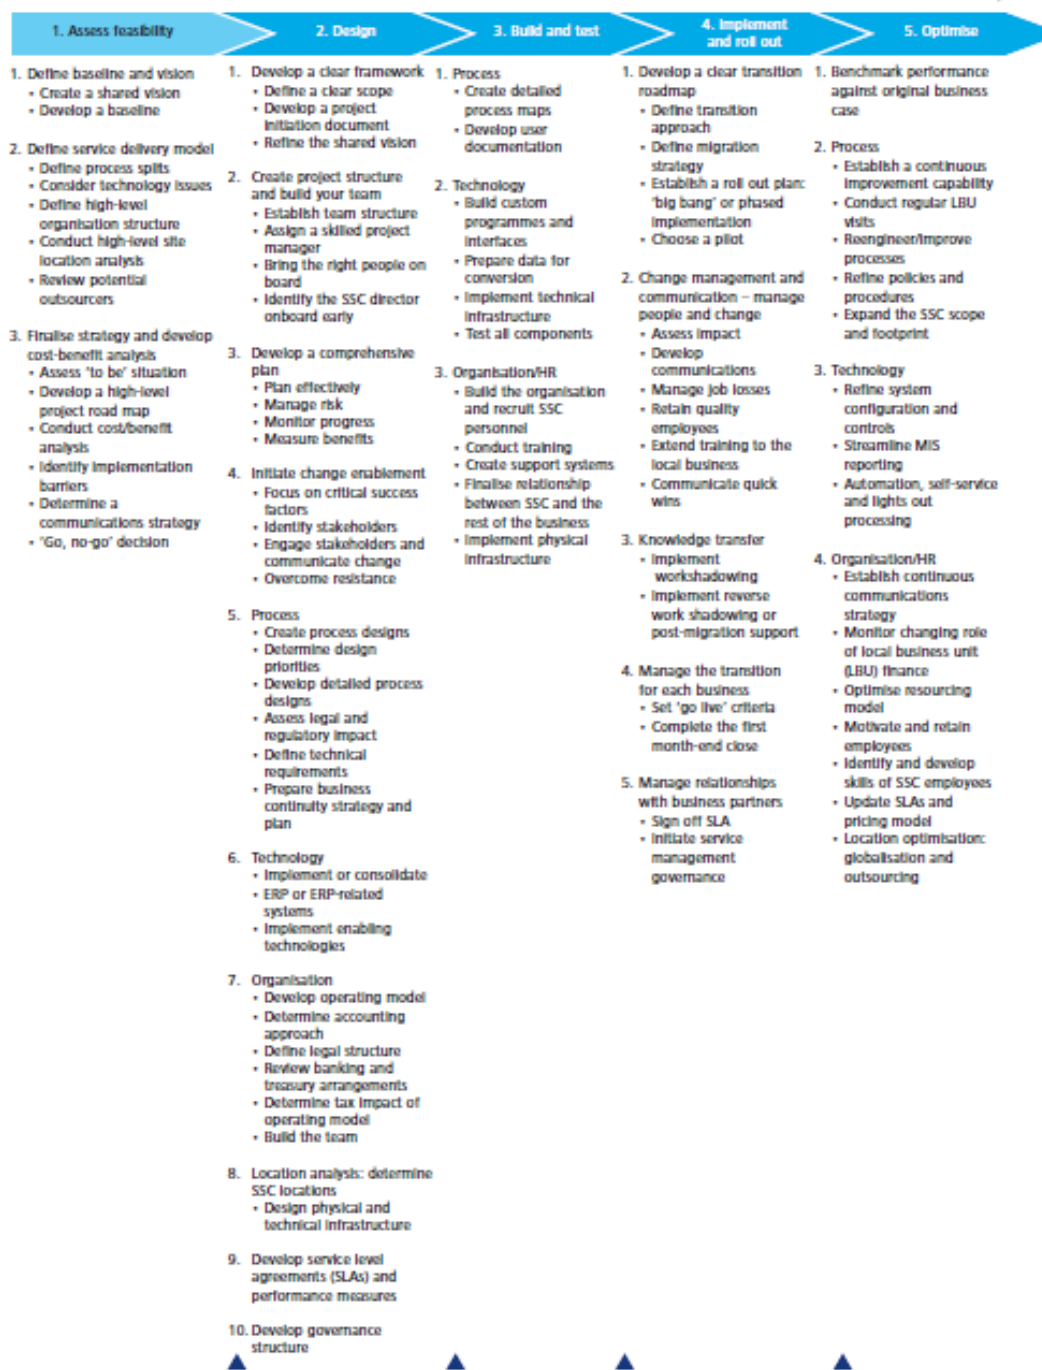 1. Assess feasibility
2. Design
3. Build and test
4. Implement
and roll out
5. Optimise
1. Define baseline and vision
• Create a shared vision
• Develop a baseline
2. Define service delivery model
• Define process splits
• Consider technology issues
• Define high-level
organisation structure
• Conduct high-level site
location analysis
• Review potential
outsourcers
3. Finalise strategy and develop
cost-benefit analysis
• Assess 'to be' situation
• Develop a high-level
project road map
• Conduct cost/benefit
analysis
• Identify implementation
barriers
• Determine a
communications strategy
• 'Go, no-go' decision
1. Develop a clear framework
• Define a clear scope
• Develop a project
initiation document
• Refine the shared vision
2. Create project structure
and build your team
• Establish team structure
• Assign a skilled project
manager
• Bring the right people on
board
• Identify the SSC director
onboard early
3. Develop a comprehensive
plan
• Plan effectively
• Manage risk
• Monitor progress
• Measure benefits
4. Initiate change enablement
• Focus on critical success
factors
• Identify stakeholders
• Engage stakeholders and
communicate change
• Overcome resistance
5. Process
• Create process designs
• Determine design
priorities
• Develop detailed process
designs
• Assess legal and
regulatory impact
• Define technical
requirements
• Prepare business
continuity strategy and
plan
6. Technology
• Implement or consolidate
• ERP or ERP-related
systems
• Implement enabling
technologies
7. Organisation
• Develop operating model
• Determine accounting
approach
• Define legal structure
• Review banking and
treasury arrangements
• Determine tax impact of
operating model
• Build the team
8. Location analysis: determine
SSC locations
• Design physical and
technical infrastructure
9. Develop service level
agreements (SLAs) and
performance measures
10. Develop governance
structure
1. Process
• Create detailed
process maps
• Develop user
documentation
2. Technology
• Build custom
programmes and
interfaces
• Prepare data for
conversion
• Implement technical
infrastructure
• Test all components
3. Organisation/HR
• Build the organisation
and recruit SSC
personnel
• Conduct training
• Create support systems
• Finalise relationship
between SSC and the
rest of the business
• Implement physical
infrastructure
1. Develop a clear transition
roadmap
• Define transition
approach
• Define migration
strategy
• Establish a roll out plan:
'big bang' or phased
implementation
• Choose a pilot
2. Change management and
communication – manage
people and change
• Assess impact
• Develop
communications
• Manage job losses
• Retain quality
employees
• Extend training to the
local business
• Communicate quick
wins
3. Knowledge transfer
• Implement
workshadowing
• Implement reverse
work shadowing or
post-migration support
4. Manage the transition
for each business
• Set 'go live' criteria
• Complete the first
month-end close
5. Manage relationships
with business partners
• Sign off SLA
• Initiate service
management
governance
1. Benchmark performance
against original business
case
2. Process
• Establish a continuous
improvement capability
• Conduct regular LBU
visits
• Reengineer/improve
processes
• Refine policies and
procedures
• Expand the SSC scope
and footprint
3. Technology
• Refine system
configuration and
controls
• Streamline MIS
reporting
• Automation, self-service
and lights out
processing
4. Organisation/HR
• Establish continuous
communications
strategy
• Monitor changing role
of local business unit
(LBU) finance
• Optimise resourcing
model
• Motivate and retain
employees
• Identify and develop
skills of SSC employees
• Update SLAs and
pricing model
• Location optimisation:
globalisation and
outsourcing